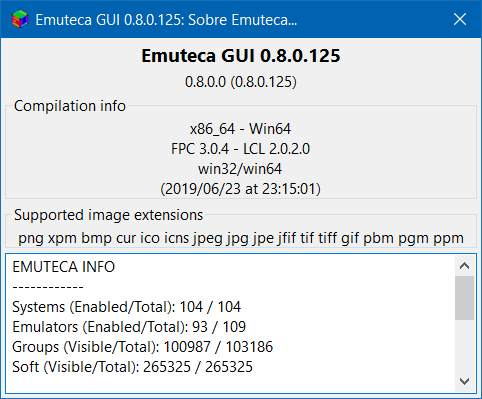 Emuteca GUI 0.8.0.125: Sobre Emuteca...
Emuteca GUI 0.8.0.125
0.8.0.0 (0.8.0.125)
Compilation info
x86_64 - Win64
FPC 3.0.4 - LCL 2.0.2.0
win32/win64
(2019/06/23 at 23:15:01)
Supported image extensions
png xpm bmp cur ico icns jpeg jpg jpe jfif tif tiff gif pbm pgm ppm
EMUTECA INFO
------------
Systems (Enabled/Total): 104 / 104
Emulators (Enabled/Total): 93 / 109
Groups (Visible/Total): 100987 / 103186
Soft (Visible/Total): 265325 / 265325